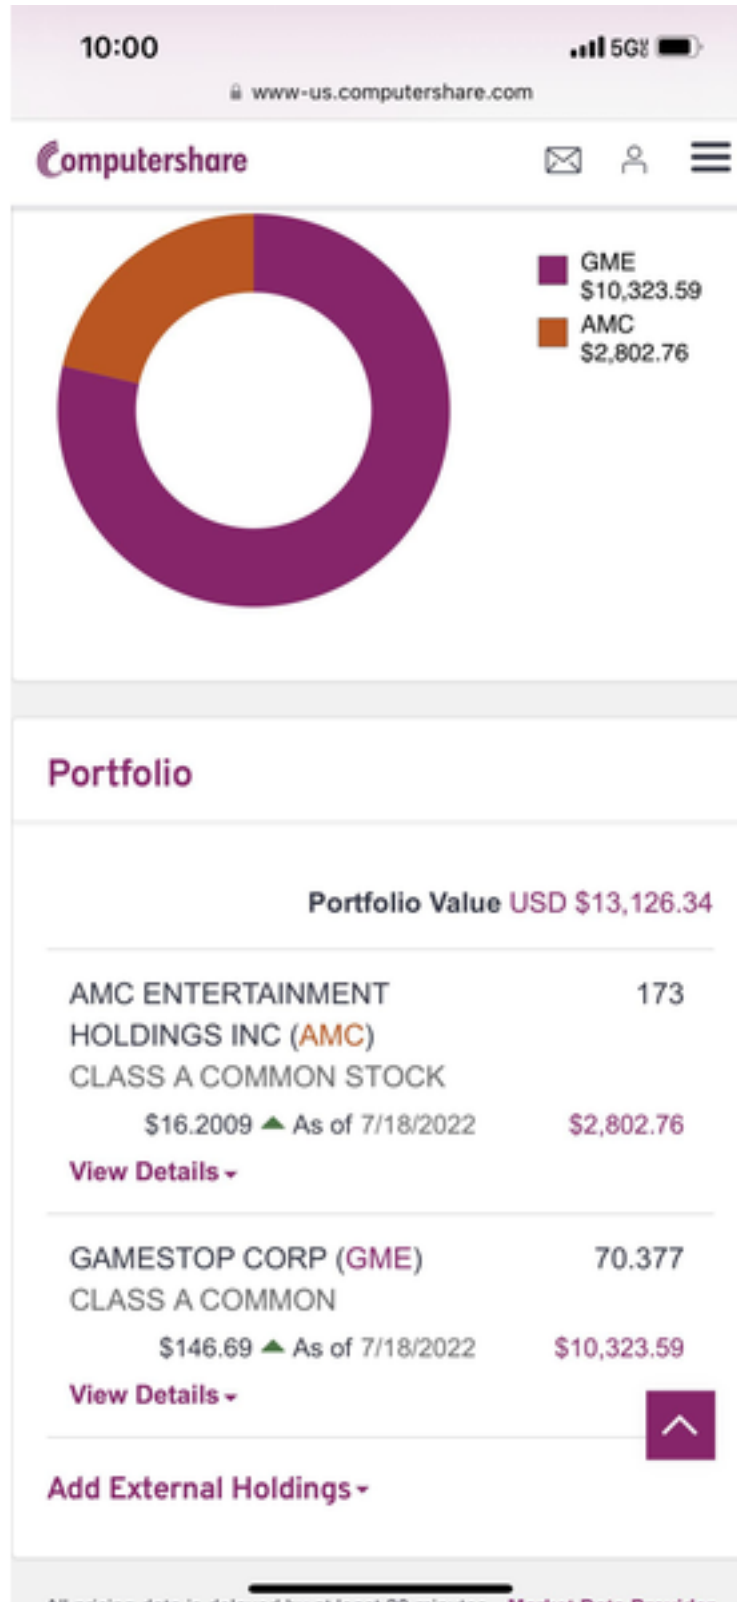 10:00
5G
www-us.computershare.com
Computershare
GME
$10,323.59
AMC
$2,802.76
Portfolio
Portfolio Value USD $13,126.34
AMC ENTERTAINMENT 173
HOLDINGS INC (AMC)
CLASS A COMMON STOCK
$16.2009 ▲ As of 7/18/2022 $2,802.76
View Details
GAMESTOP CORP (GME) 70.377
CLASS A COMMON
$146.69 ▲ As of 7/18/2022 $10,323.59
View Details
Add External Holdings